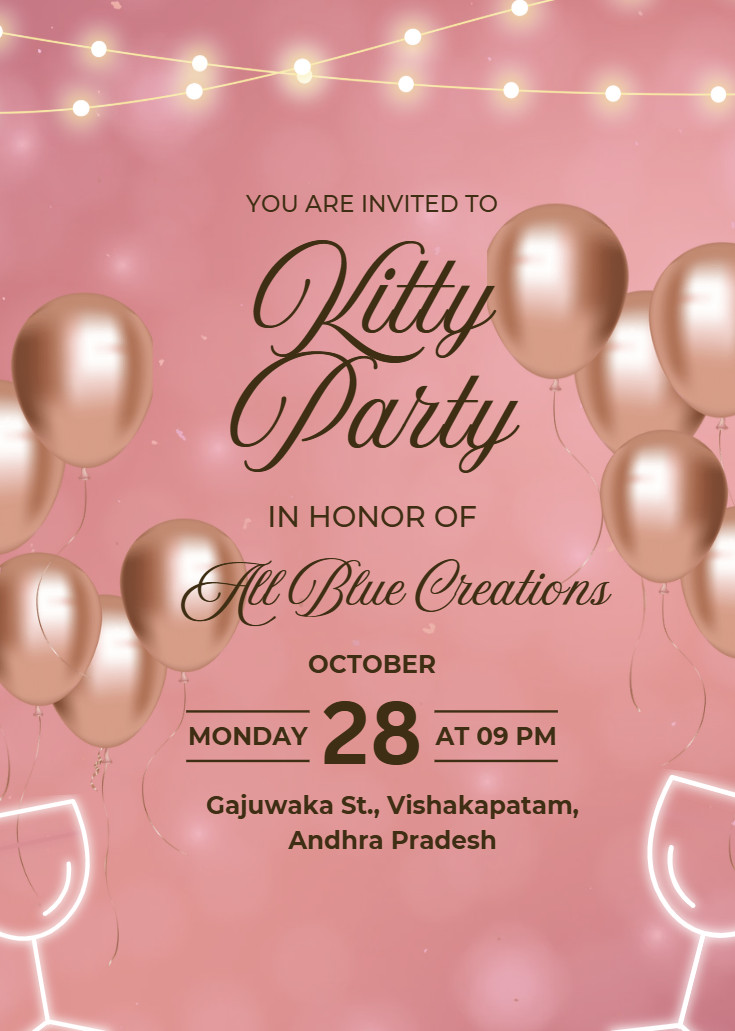 YOU ARE INVITED TO
Kitty
Party
IN HONOR OF
All Blue Creations
OCTOBER
MONDAY 28 AT 09 PM
Gajuwaka St., Vishakapatam,
Andhra Pradesh